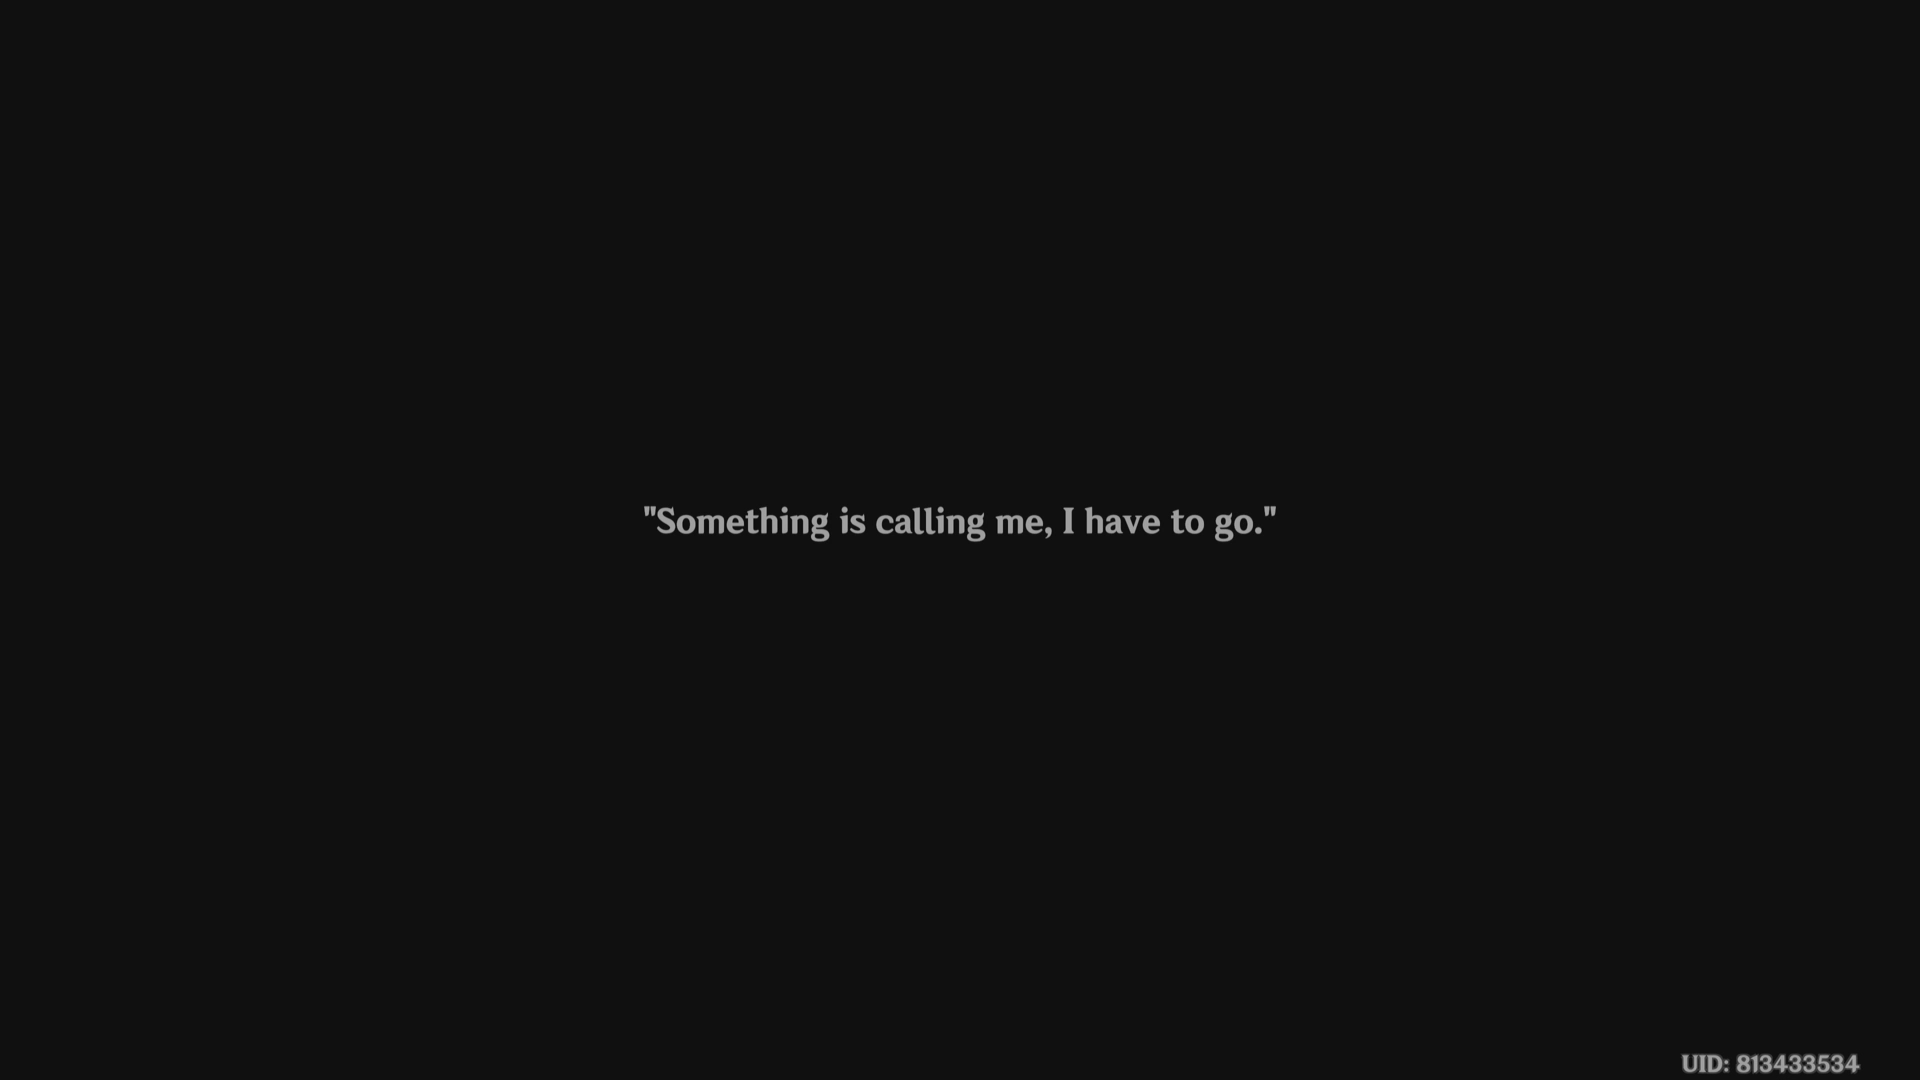 "Something is calling me, I have to go."
UID: 813433534